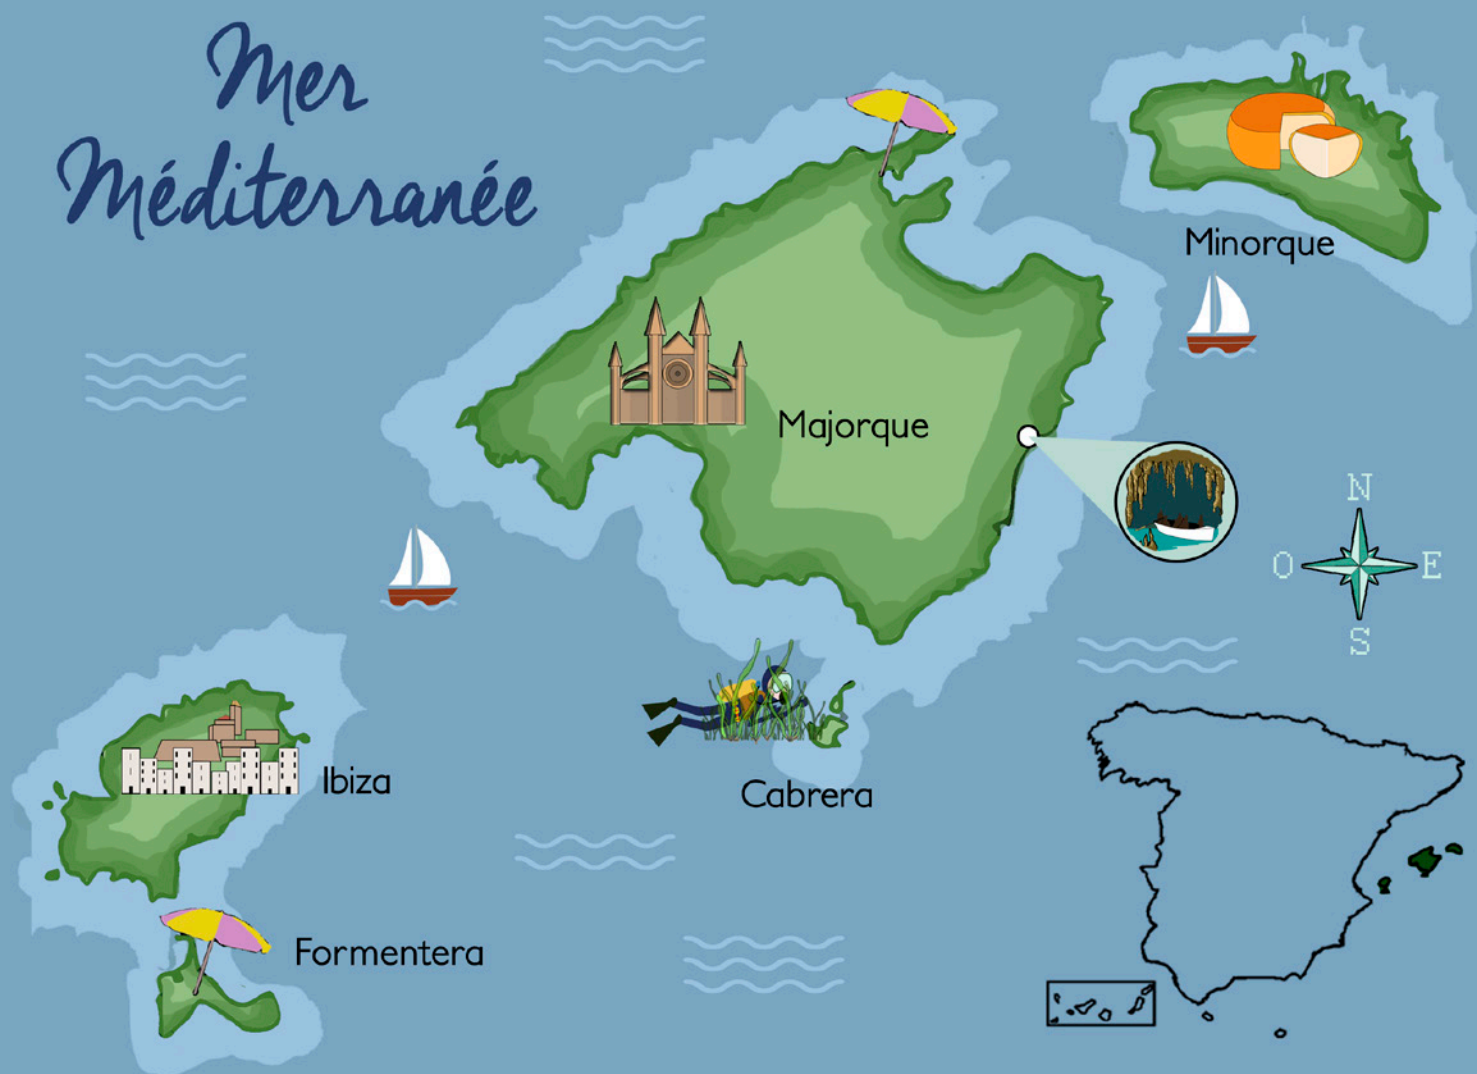 Mer
Méditerranée
Minorque
Majorque
N
O E
S
Ibiza
Cabrera
Formentera